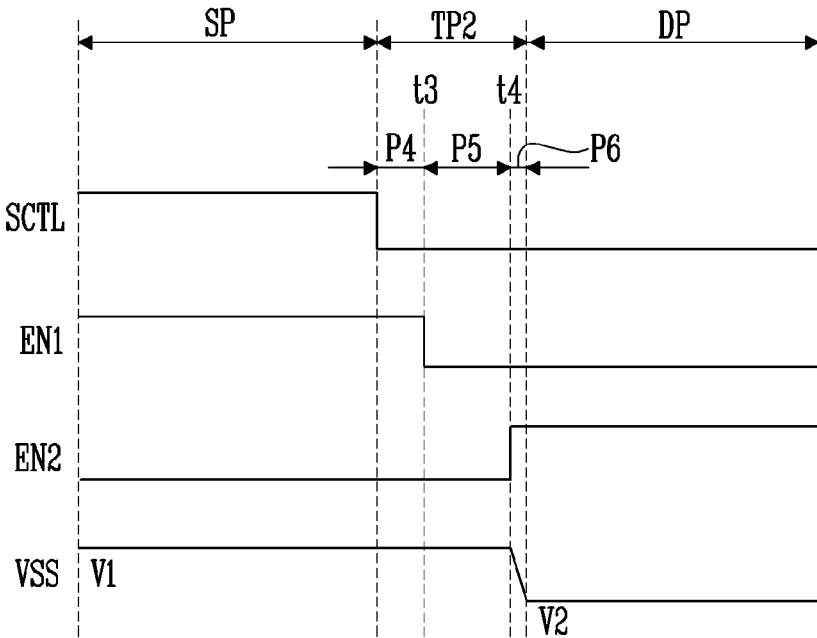 SP TP2 DP
t3 t4
P4 P5 P6
SCTL
EN1
EN2
VSS V1
V2